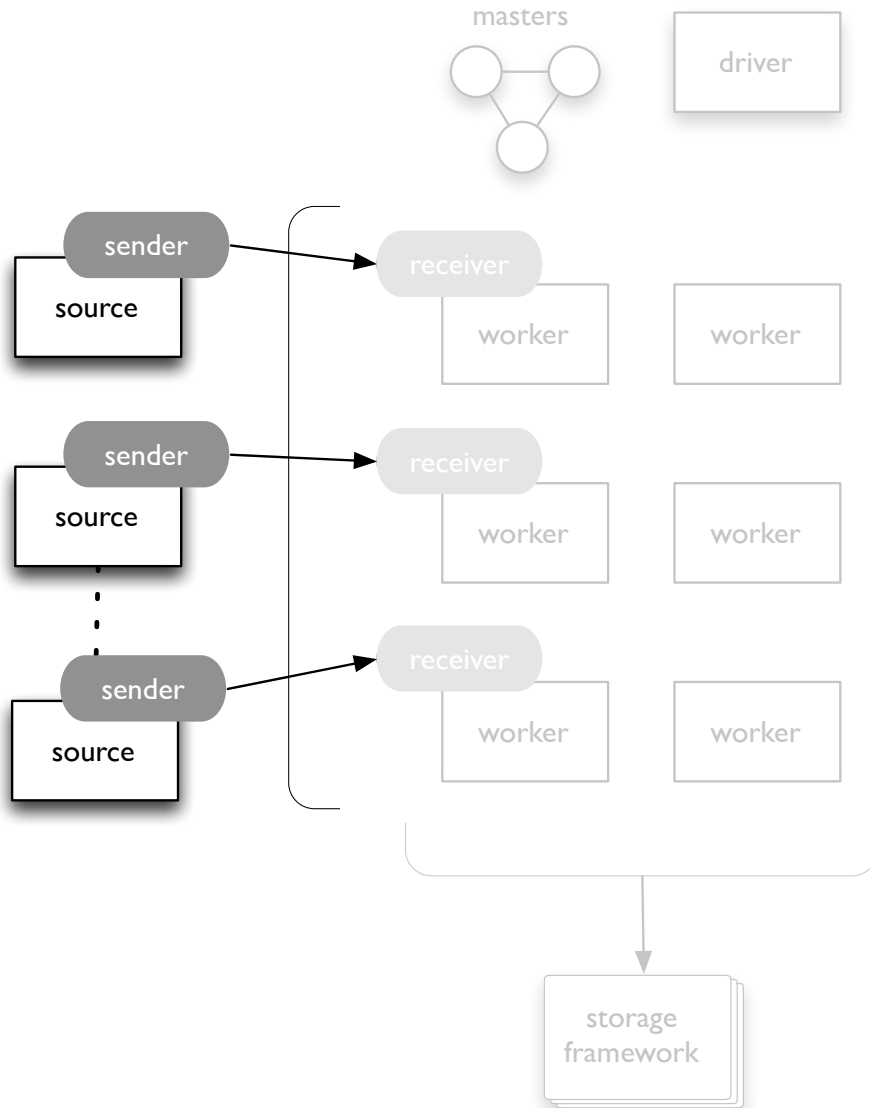 masters
driver
sender
source
receiver
worker
worker
sender
source
receiver
worker
worker
sender
source
receiver
worker
worker
storage
framework